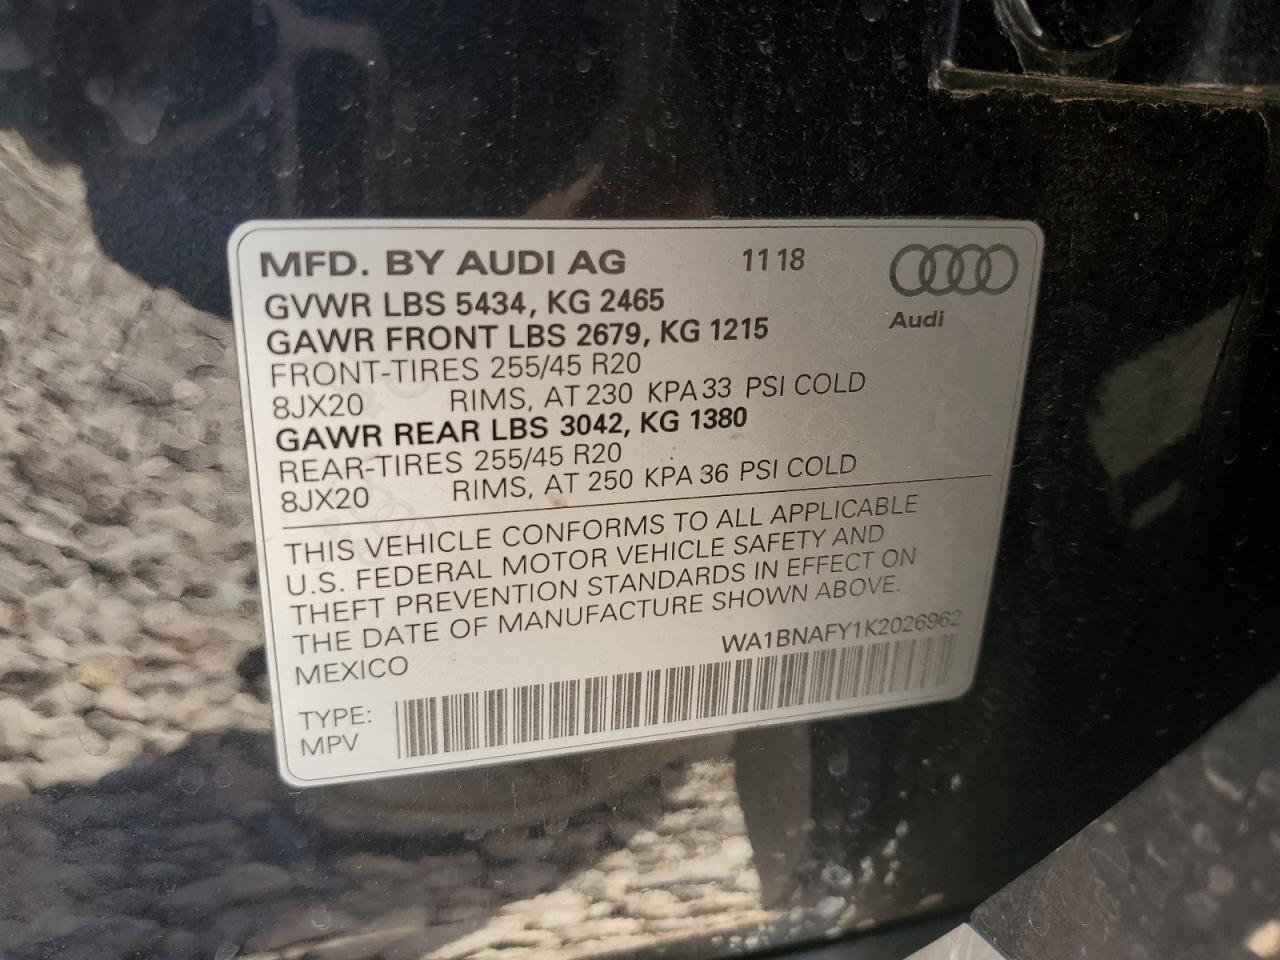 MFD. BY AUDI AG 11 18
GVWR LBS 5434, KG 2465
GAWR FRONT LBS 2679, KG 1215
Audi
FRONT-TIRES 255/45 R20
8JX20 RIMS, AT 230 KPA 33 PSI COLD
GAWR REAR LBS 3042, KG 1380
REAR-TIRES 255/45 R20
8JX20 RIMS, AT 250 KPA 36 PSI COLD
THIS VEHICLE CONFORMS TO ALL APPLICABLE
U.S. FEDERAL MOTOR VEHICLE SAFETY AND
THEFT PREVENTION STANDARDS IN EFFECT ON
THE DATE OF MANUFACTURE SHOWN ABOVE.
MEXICO WA1BNAFY1K2026962
TYPE:
MPV